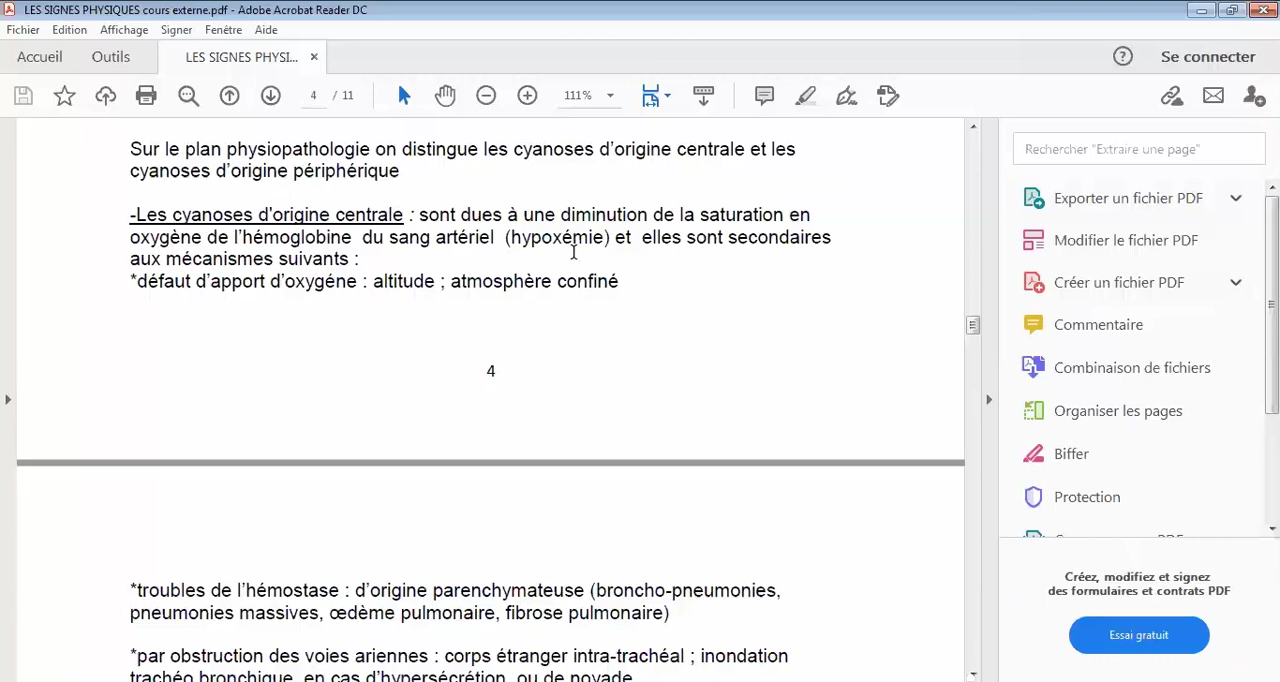 LES SIGNES PHYSIQUES cours externe.pdf - Adobe Acrobat Reader DC
Fichier Edition Affichage Signer Fenêtre Aide
Accueil Outils LES SIGNES PHYSI... × ? Se connecter
4 / 11 111%
Sur le plan physiopathologie on distingue les cyanoses d'origine centrale et les
cyanoses d'origine périphérique
-Les cyanoses d'origine centrale : sont dues à une diminution de la saturation en
oxygène de l'hémoglobine du sang artériel (hypoxémie) et elles sont secondaires
aux mécanismes suivants :
*défaut d'apport d'oxygéne : altitude ; atmosphère confiné
4
*troubles de l'hémostase : d'origine parenchymateuse (broncho-pneumonies,
pneumonies massives, œdème pulmonaire, fibrose pulmonaire)
*par obstruction des voies ariennes : corps étranger intra-trachéal ; inondation
trachéo bronchique en cas d'hypersécrétion ou de noyade
Rechercher "Extraire une page"
Exporter un fichier PDF
Modifier le fichier PDF
Créer un fichier PDF
Commentaire
Combinaison de fichiers
Organiser les pages
Biffer
Protection
Créez, modifiez et signez
des formulaires et contrats PDF
Essai gratuit